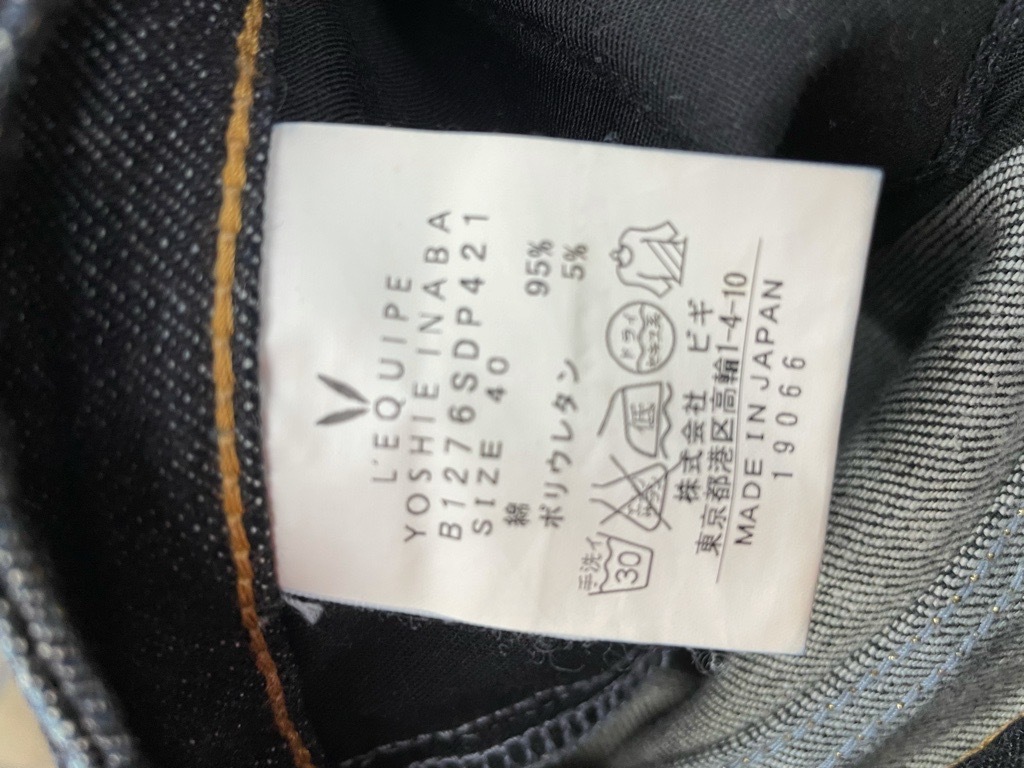 L'EQUIPE
YOSHIE INABA
B1276SDP421
SIZE 40
綿 95%
ポリウレタン 5%
手洗イ 30 低 ドライ
株式会社 ビギ
東京都港区高輪1-4-10
MADE IN JAPAN
19066